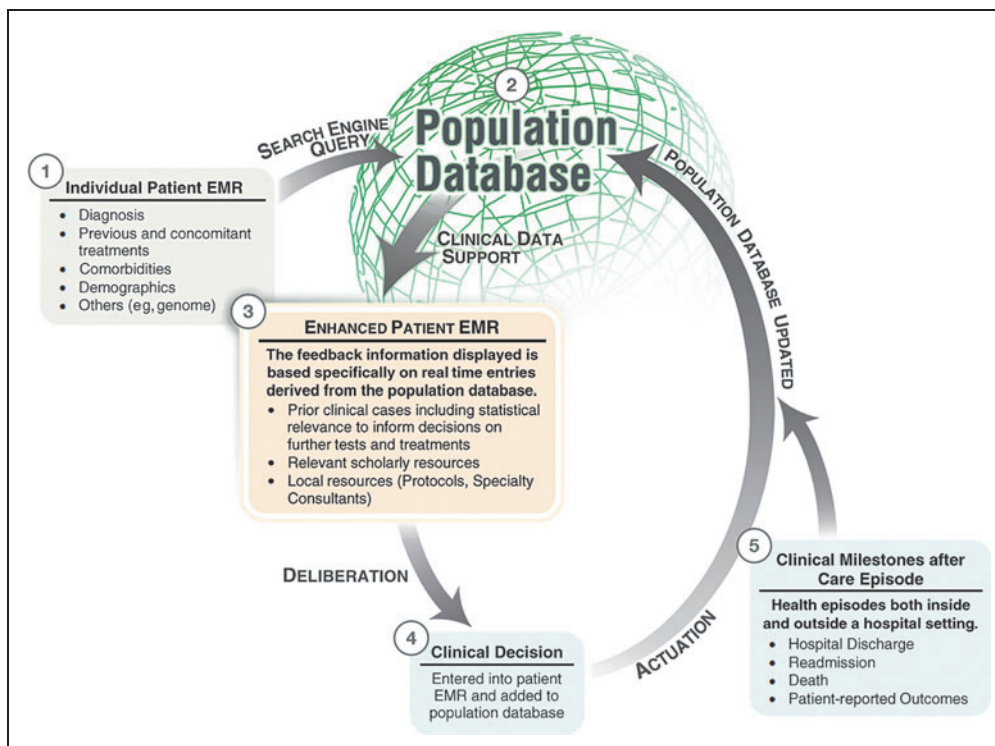 2
Population
Database
SEARCH ENGINE
QUERY
1
Individual Patient EMR
• Diagnosis
• Previous and concomitant
treatments
• Comorbidities
• Demographics
• Others (eg, genome)
CLINICAL DATA
SUPPORT
3
ENHANCED PATIENT EMR
The feedback information displayed is
based specifically on real time entries
derived from the population database.
• Prior clinical cases including statistical
relevance to inform decisions on
further tests and treatments
• Relevant scholarly resources
• Local resources (Protocols, Specialty
Consultants)
DELIBERATION
4
Clinical Decision
Entered into patient
EMR and added to
population database
ACTUATION
POPULATION DATABASE UPDATED
5
Clinical Milestones after
Care Episode
Health episodes both inside
and outside a hospital setting.
• Hospital Discharge
• Readmission
• Death
• Patient-reported Outcomes